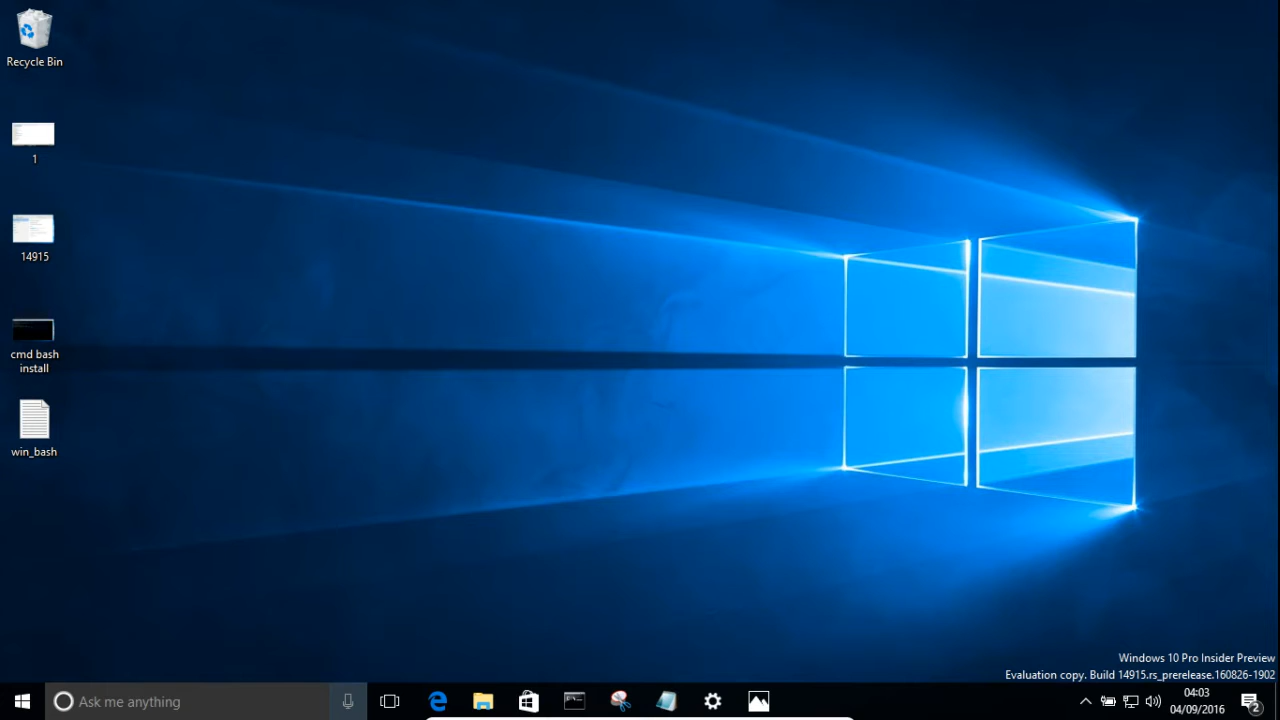 Recycle Bin
1
14915
cmd bash
install
win_bash
Windows 10 Pro Insider Preview
Evaluation copy. Build 14915.rs_prerelease.160826-1902
Ask me anything
04:03
04/09/2016
2